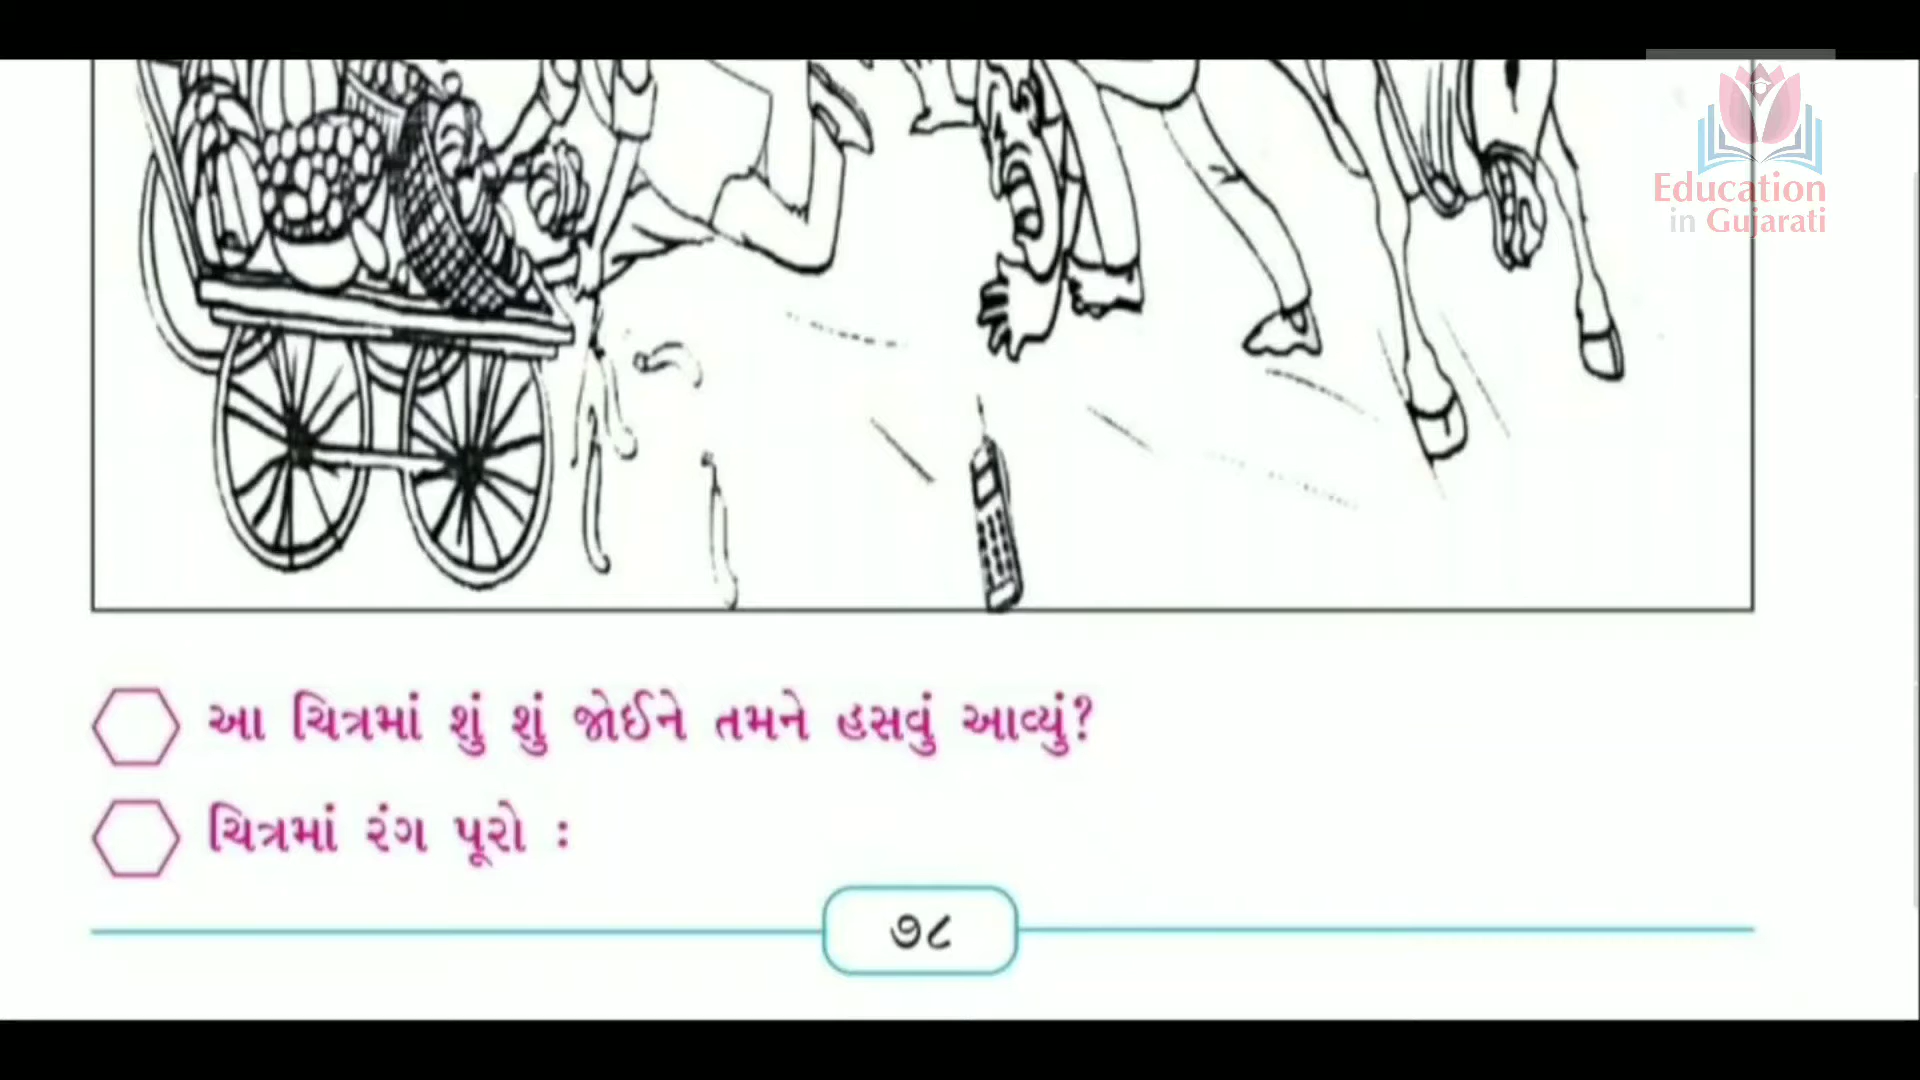 Education
in Gujarati
આ ચિત્રમાં શું શું જોઈને તમને હસવું આવ્યું?
ચિત્રમાં રંગ પૂરો :
૭૮